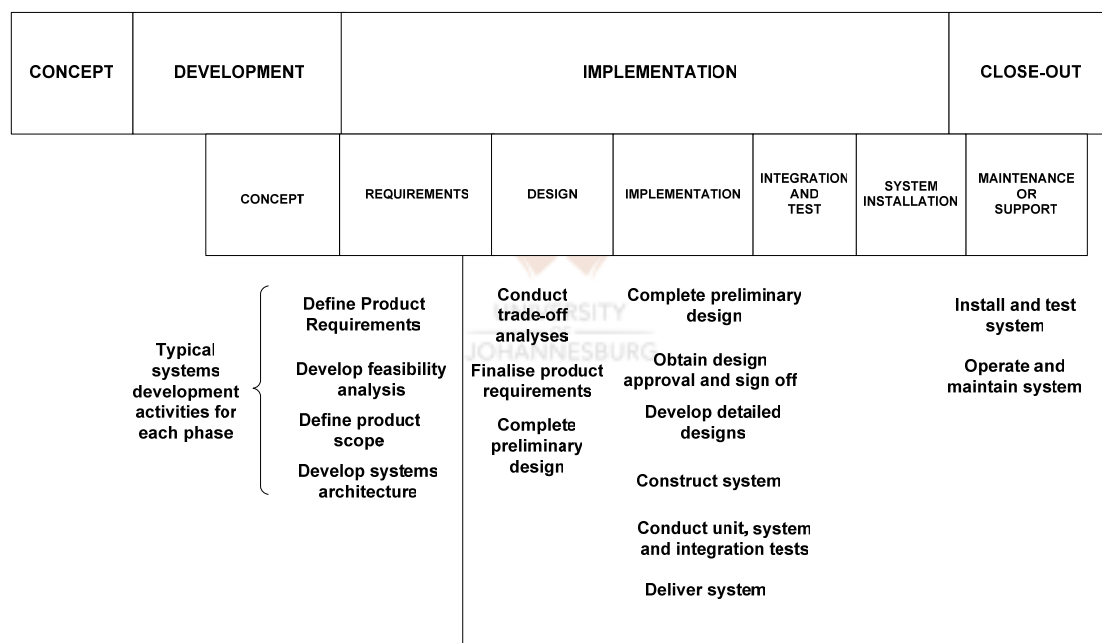 CONCEPT
DEVELOPMENT
IMPLEMENTATION
CLOSE-OUT
CONCEPT
REQUIREMENTS
DESIGN
IMPLEMENTATION
INTEGRATION
AND
TEST
SYSTEM
INSTALLATION
MAINTENANCE
OR
SUPPORT
Typical
systems
development
activities for
each phase
Define Product
Requirements
Develop feasibility
analysis
Define product
scope
Develop systems
architecture
Conduct
trade-off
analyses
Finalise product
requirements
Complete
preliminary
design
Complete preliminary
design
Obtain design
approval and sign off
Develop detailed
designs
Construct system
Conduct unit, system
and integration tests
Deliver system
Install and test
system
Operate and
maintain system
UNIVERSITY
OF
JOHANNESBURG